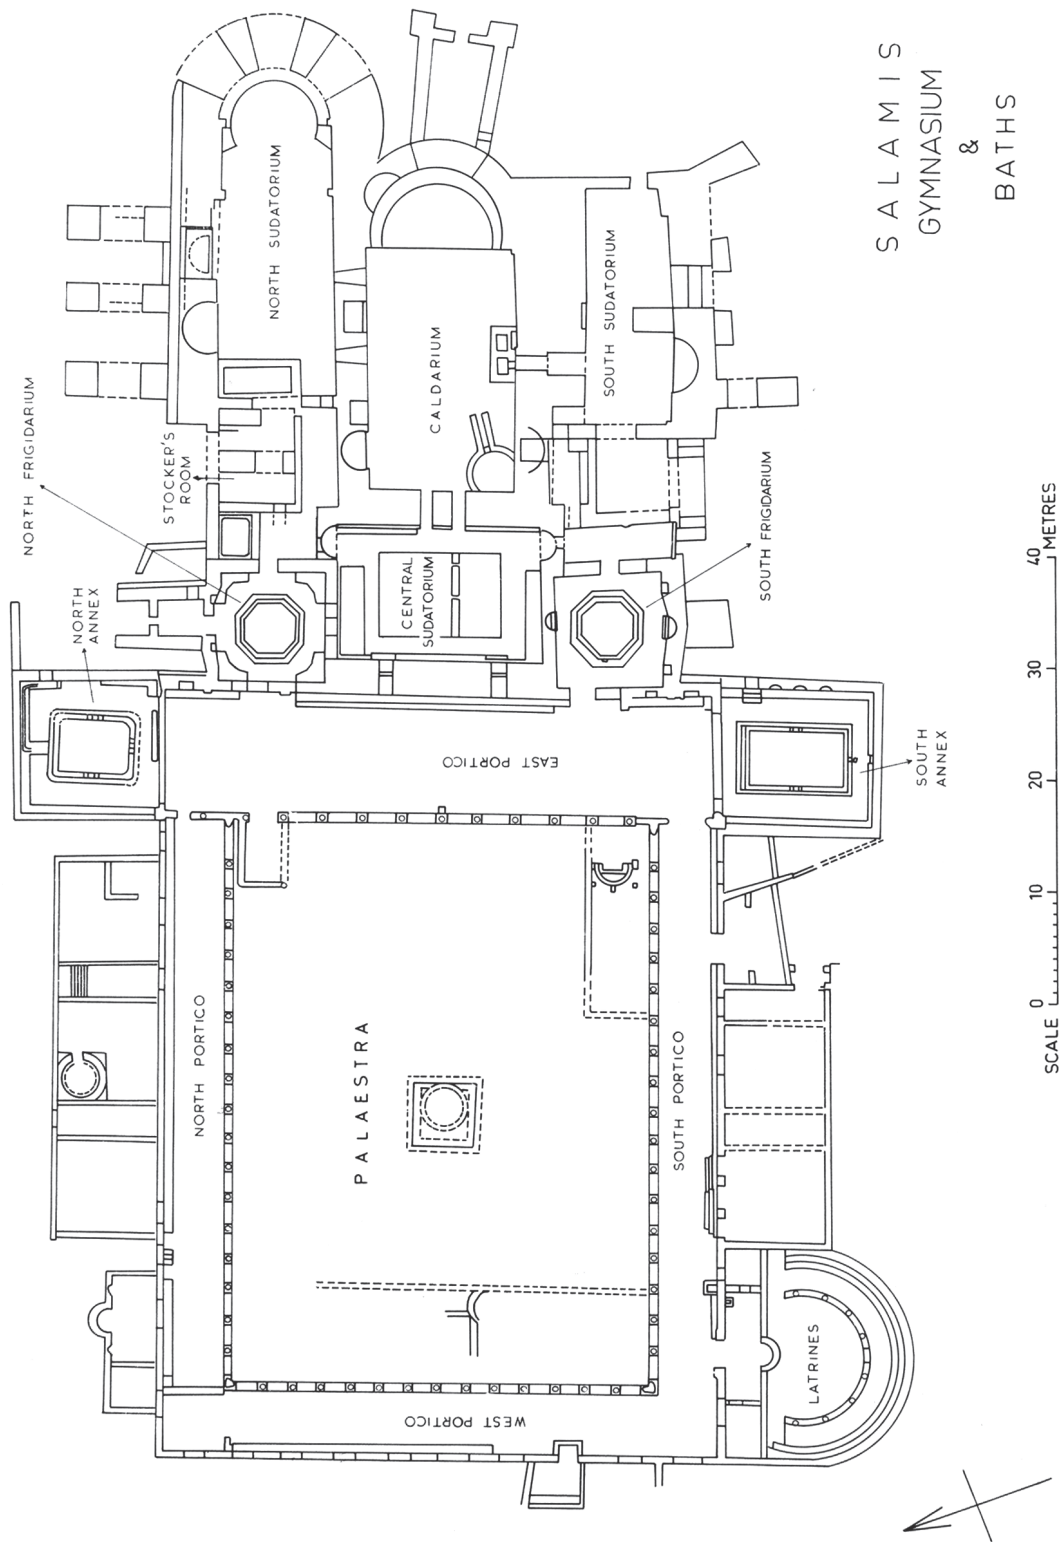 SALAMIS
GYMNASIUM
&
BATHS
NORTH FRIGIDARIUM
STOCKER'S
ROOM
NORTH SUDATORIUM
CALDARIUM
SOUTH SUDATORIUM
NORTH
ANNEX
CENTRAL
SUDATORIUM
SOUTH FRIGIDARIUM
EAST PORTICO
SOUTH
ANNEX
NORTH PORTICO
PALAESTRA
SOUTH PORTICO
WEST PORTICO
LATRINES
SCALE 0 10 20 30 40 METRES